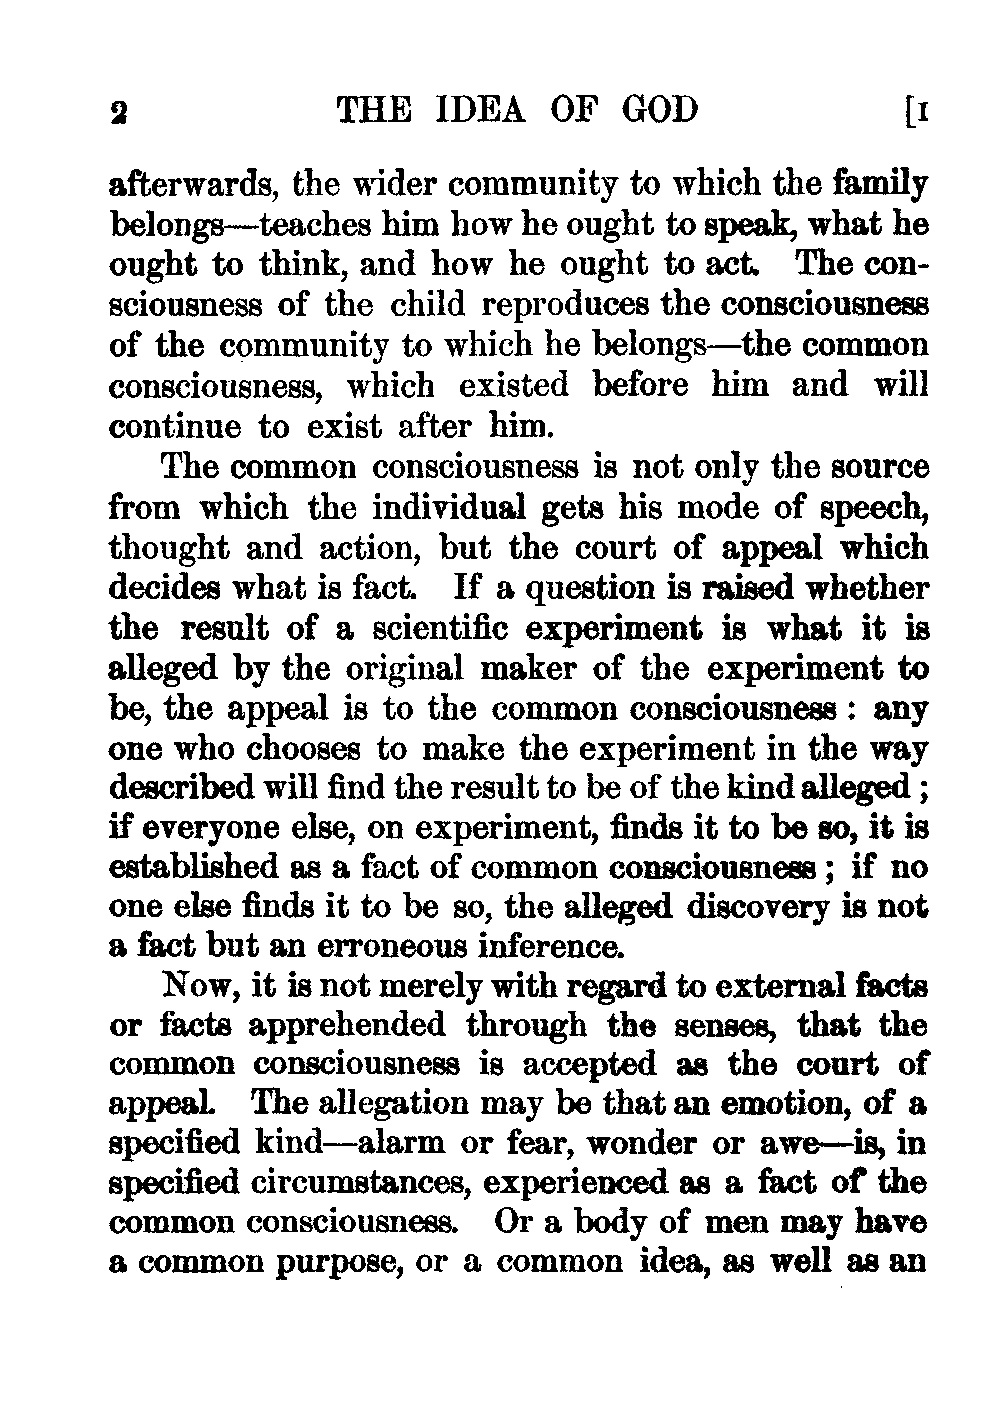 2 THE IDEA OF GOD [I
afterwards, the wider community to which the family
belongs—teaches him how he ought to speak, what he
ought to think, and how he ought to act. The con-
sciousness of the child reproduces the consciousness
of the community to which he belongs—the common
consciousness, which existed before him and will
continue to exist after him.
The common consciousness is not only the source
from which the individual gets his mode of speech,
thought and action, but the court of appeal which
decides what is fact. If a question is raised whether
the result of a scientific experiment is what it is
alleged by the original maker of the experiment to
be, the appeal is to the common consciousness : any
one who chooses to make the experiment in the way
described will find the result to be of the kind alleged ;
if everyone else, on experiment, finds it to be so, it is
established as a fact of common consciousness ; if no
one else finds it to be so, the alleged discovery is not
a fact but an erroneous inference.
Now, it is not merely with regard to external facts
or facts apprehended through the senses, that the
common consciousness is accepted as the court of
appeal. The allegation may be that an emotion, of a
specified kind—alarm or fear, wonder or awe—is, in
specified circumstances, experienced as a fact of the
common consciousness. Or a body of men may have
a common purpose, or a common idea, as well as an